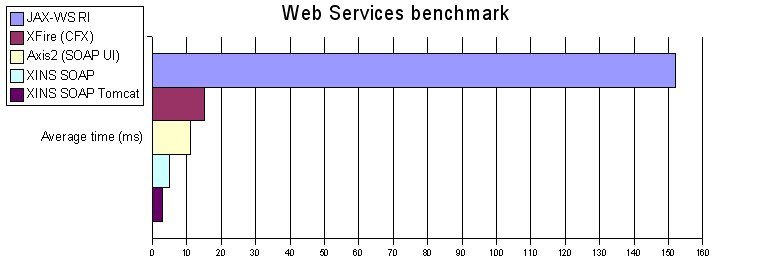 Web Services benchmark
JAX-WS RI
XFire (CFX)
Axis2 (SOAP UI)
XINS SOAP
XINS SOAP Tomcat
Average time (ms)
0 10 20 30 40 50 60 70 80 90 100 110 120 130 140 150 160